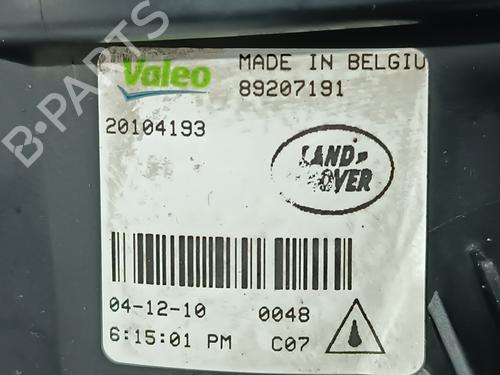 B-PARTS
Valeo
MADE IN BELGIU
89207191
20104193
LAND
ROVER
04-12-10
0048
6:15:01 PM
C07